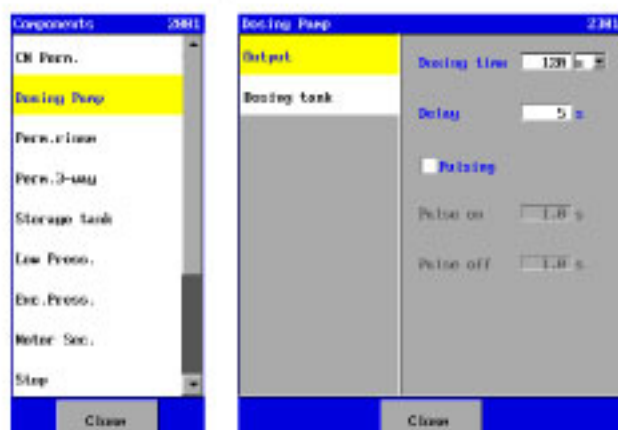 Components 2001
CN Perm.
Dosing Pump
Perm.rinse
Perm.3-way
Storage tank
Low Press.
Exc.Press.
Motor Sec.
Stop
Close
Dosing Pump 2301
Output
Dosing tank
Dosing time 120
Delay 5 s
Pulsing
Pulse on 1.0 s
Pulse off 1.0 s
Close